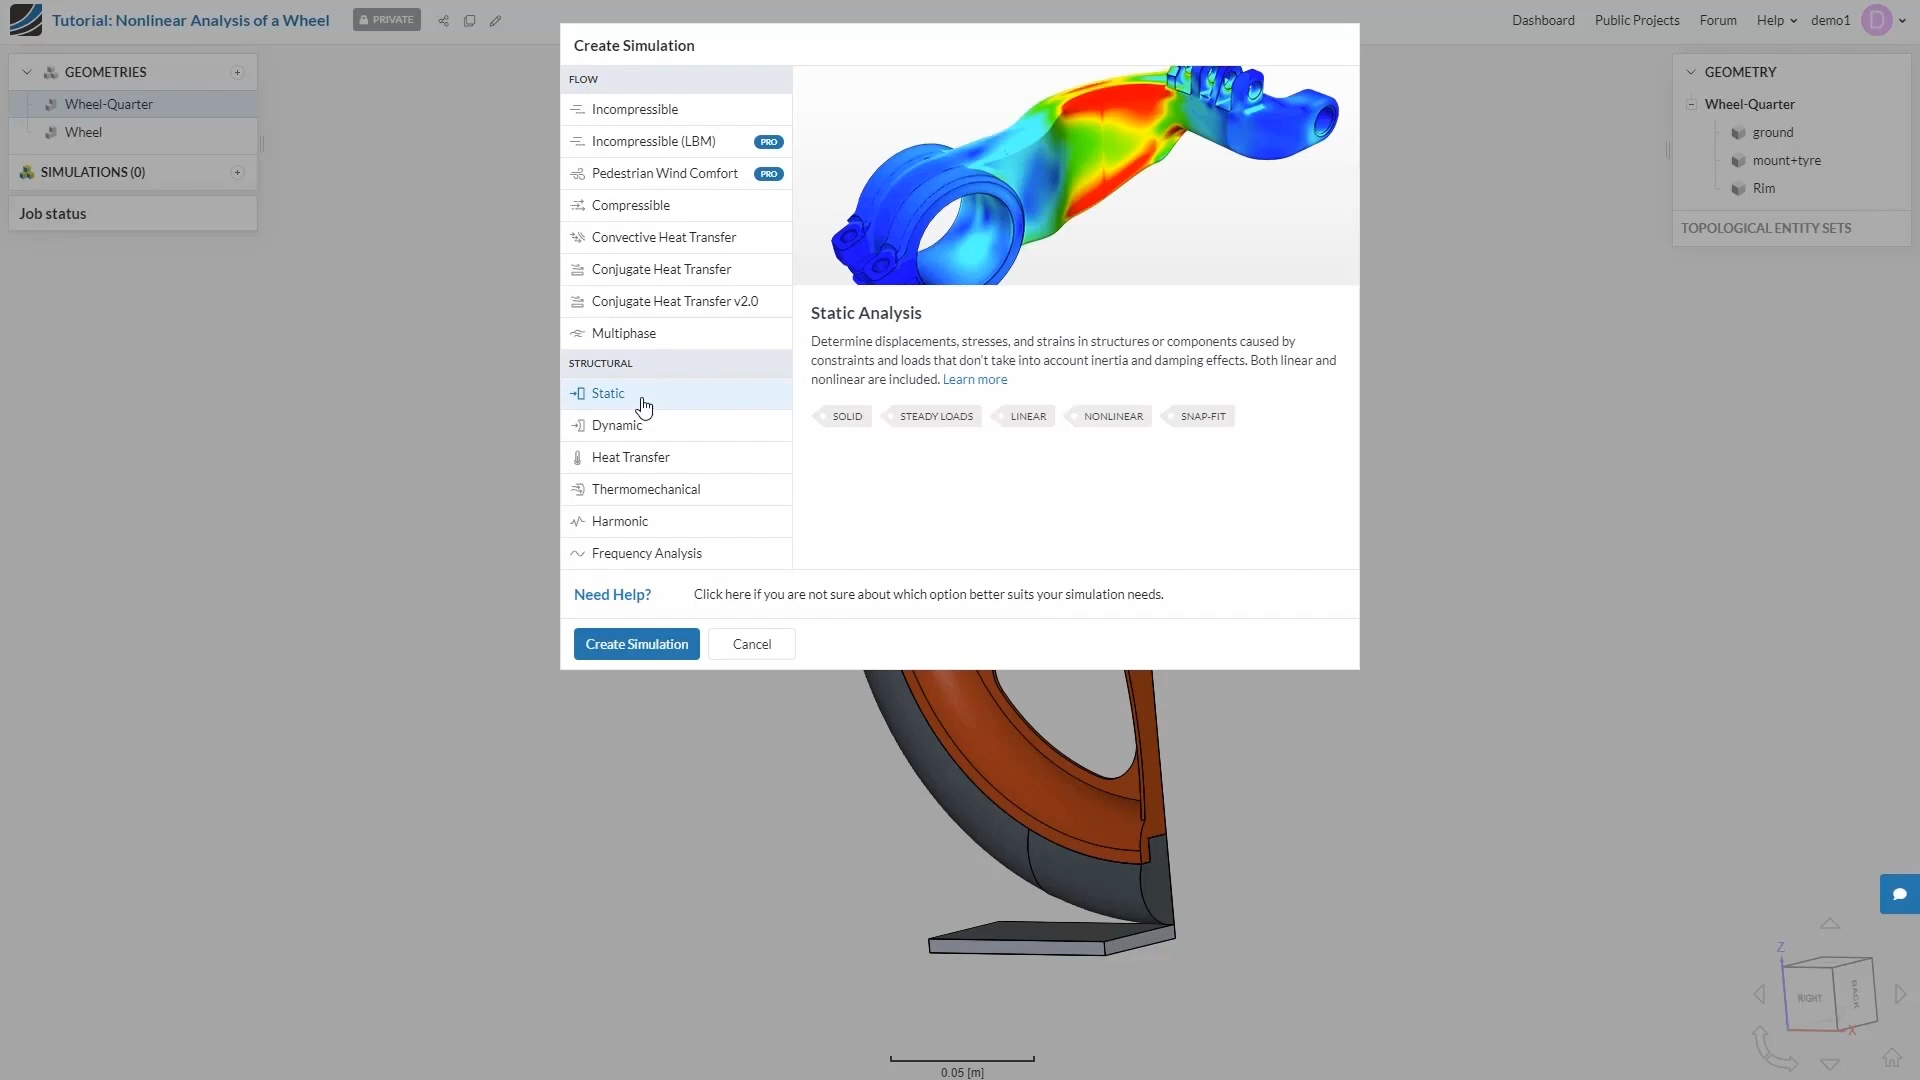 Tutorial: Nonlinear Analysis of a Wheel
PRIVATE
Dashboard
Public Projects
Forum
Help
demo1
D
GEOMETRIES
Wheel-Quarter
Wheel
SIMULATIONS (0)
Job status
Create Simulation
FLOW
Incompressible
Incompressible (LBM) PRO
Pedestrian Wind Comfort PRO
Compressible
Convective Heat Transfer
Conjugate Heat Transfer
Conjugate Heat Transfer v2.0
Multiphase
STRUCTURAL
Static
Dynamic
Heat Transfer
Thermomechanical
Harmonic
Frequency Analysis
Static Analysis
Determine displacements, stresses, and strains in structures or components caused by
constraints and loads that don't take into account inertia and damping effects. Both linear and
nonlinear are included. Learn more
SOLID STEADY LOADS LINEAR NONLINEAR SNAP-FIT
Need Help? Click here if you are not sure about which option better suits your simulation needs.
Create Simulation Cancel
GEOMETRY
Wheel-Quarter
ground
mount+tyre
Rim
TOPOLOGICAL ENTITY SETS
Z
RIGHT
BACK
X
0.05 [m]